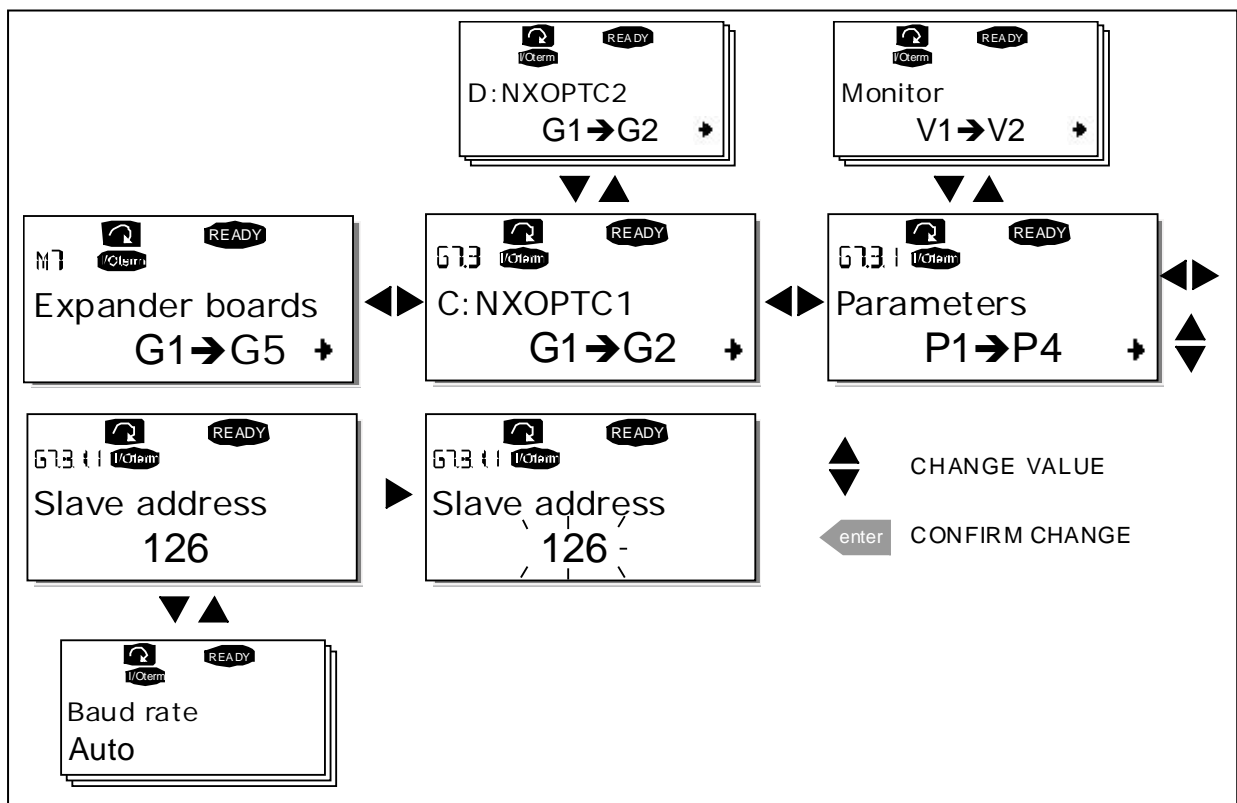 READY
I/Oterm
D:NXOPTC2
G1➔G2
READY
I/Oterm
Monitor
V1➔V2
READY
M7 I/Oterm
Expander boards
G1➔G5
READY
G7.3 I/Oterm
C:NXOPTC1
G1➔G2
READY
G7.3.1 I/Oterm
Parameters
P1➔P4
READY
G7.3.1.1 I/Oterm
Slave address
126
READY
G7.3.1.1 I/Oterm
Slave address
126
CHANGE VALUE
enter CONFIRM CHANGE
READY
I/Oterm
Baud rate
Auto